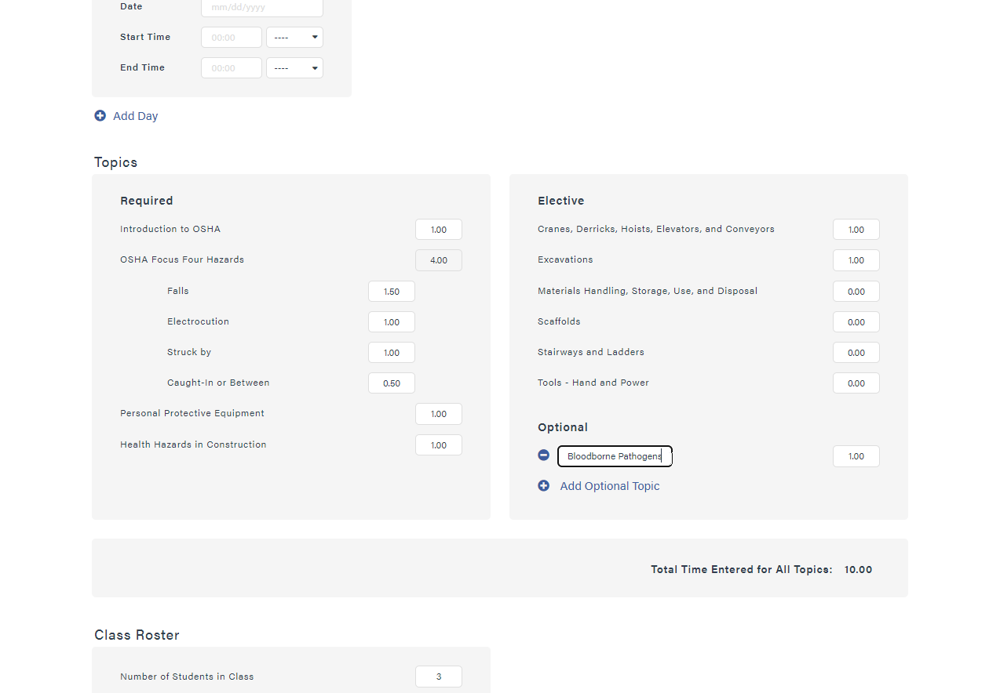 Date mm/dd/yyyy
Start Time 00:00 ----
End Time 00:00 ----
Add Day
Topics
Required
Introduction to OSHA 1.00
OSHA Focus Four Hazards 4.00
Falls 1.50
Electrocution 1.00
Struck by 1.00
Caught-In or Between 0.50
Personal Protective Equipment 1.00
Health Hazards in Construction 1.00
Elective
Cranes, Derricks, Hoists, Elevators, and Conveyors 1.00
Excavations 1.00
Materials Handling, Storage, Use, and Disposal 0.00
Scaffolds 0.00
Stairways and Ladders 0.00
Tools - Hand and Power 0.00
Optional
Bloodborne Pathogens 1.00
Add Optional Topic
Total Time Entered for All Topics: 10.00
Class Roster
Number of Students in Class 3